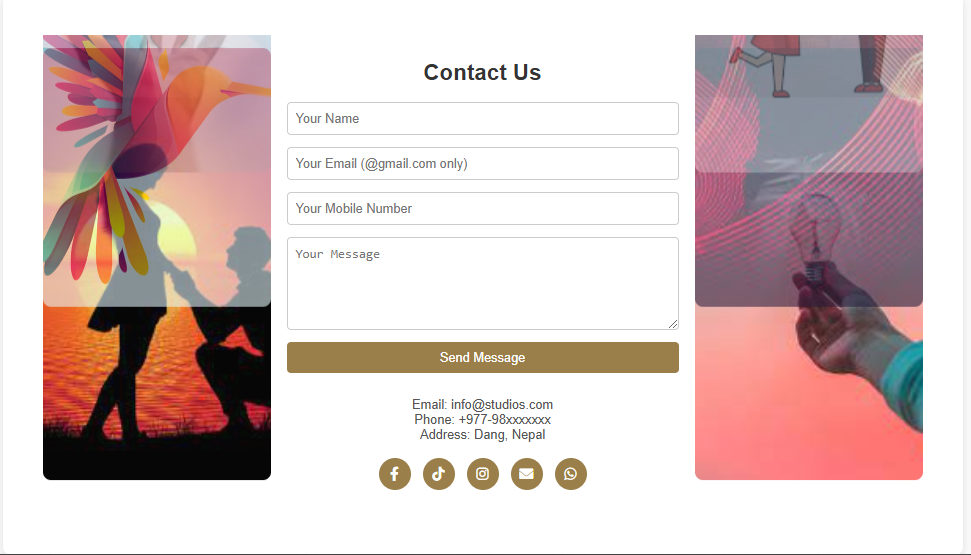 Contact Us
Your Name
Your Email (@gmail.com only)
Your Mobile Number
Your Message
Send Message
Email: info@studios.com
Phone: +977-98xxxxxxx
Address: Dang, Nepal